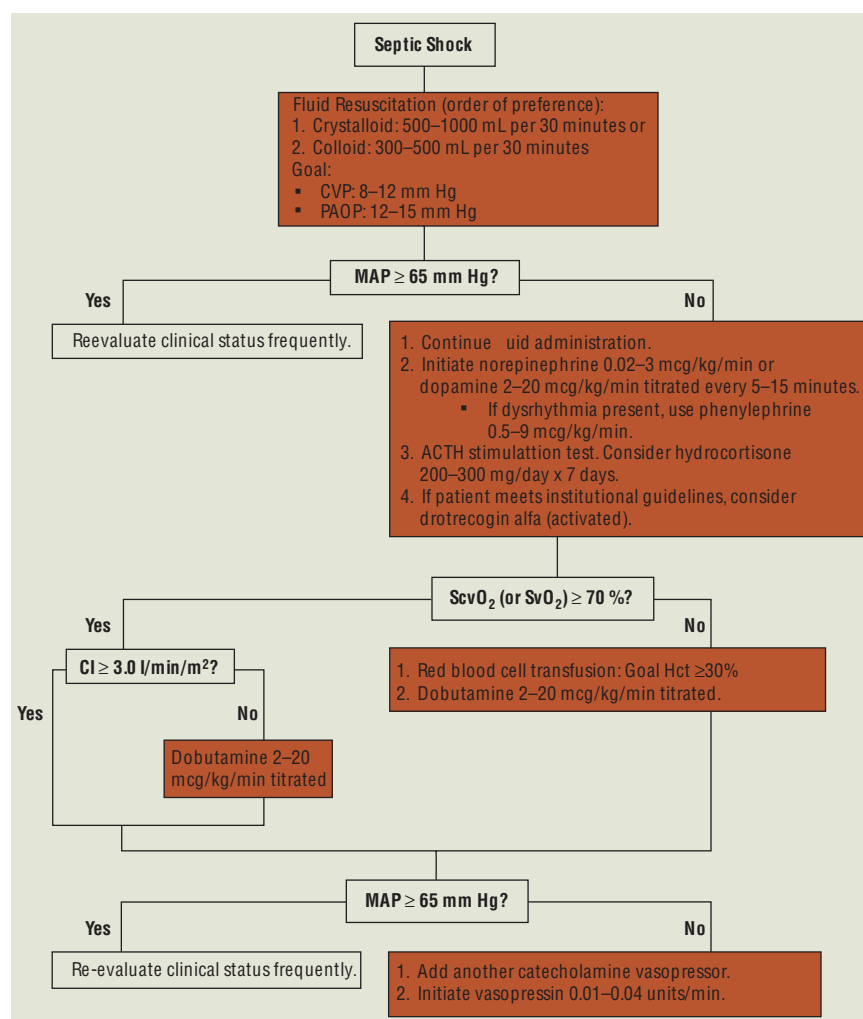 Septic Shock
Fluid Resuscitation (order of preference):
1. Crystalloid: 500–1000 mL per 30 minutes or
2. Colloid: 300–500 mL per 30 minutes
Goal:
▪ CVP: 8–12 mm Hg
▪ PAOP: 12–15 mm Hg
MAP ≥ 65 mm Hg?
Yes
No
Reevaluate clinical status frequently.
1. Continue uid administration.
2. Initiate norepinephrine 0.02–3 mcg/kg/min or
dopamine 2–20 mcg/kg/min titrated every 5–15 minutes.
▪ If dysrhythmia present, use phenylephrine
0.5–9 mcg/kg/min.
3. ACTH stimulattion test. Consider hydrocortisone
200–300 mg/day x 7 days.
4. If patient meets institutional guidelines, consider
drotrecogin alfa (activated).
ScvO₂ (or SvO₂) ≥ 70 %?
Yes
No
CI ≥ 3.0 l/min/m²?
1. Red blood cell transfusion: Goal Hct ≥30%
2. Dobutamine 2–20 mcg/kg/min titrated.
Yes
No
Dobutamine 2–20
mcg/kg/min titrated
MAP ≥ 65 mm Hg?
Yes
No
Re-evaluate clinical status frequently.
1. Add another catecholamine vasopressor.
2. Initiate vasopressin 0.01–0.04 units/min.